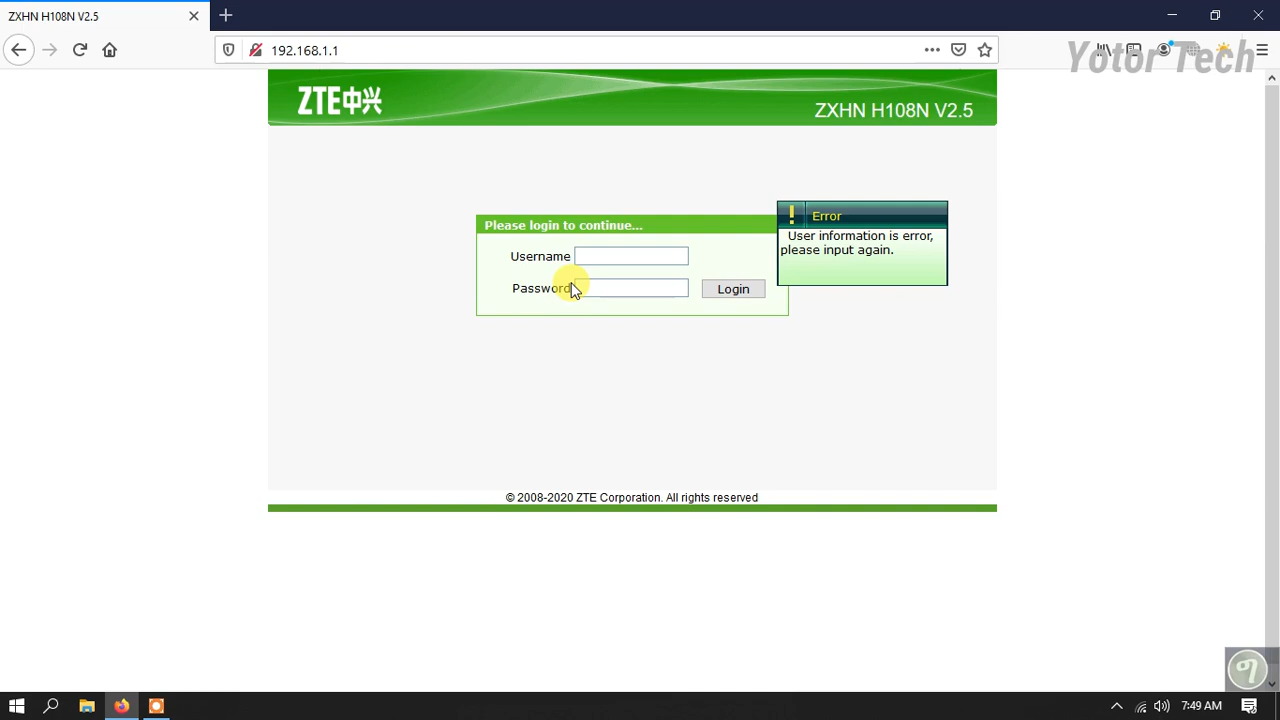 ZXHN H108N V2.5
192.168.1.1
Yotor Tech
ZTE中兴
ZXHN H108N V2.5
Please login to continue...
Username
Password
Login
Error
User information is error,
please input again.
© 2008-2020 ZTE Corporation. All rights reserved
7:49 AM